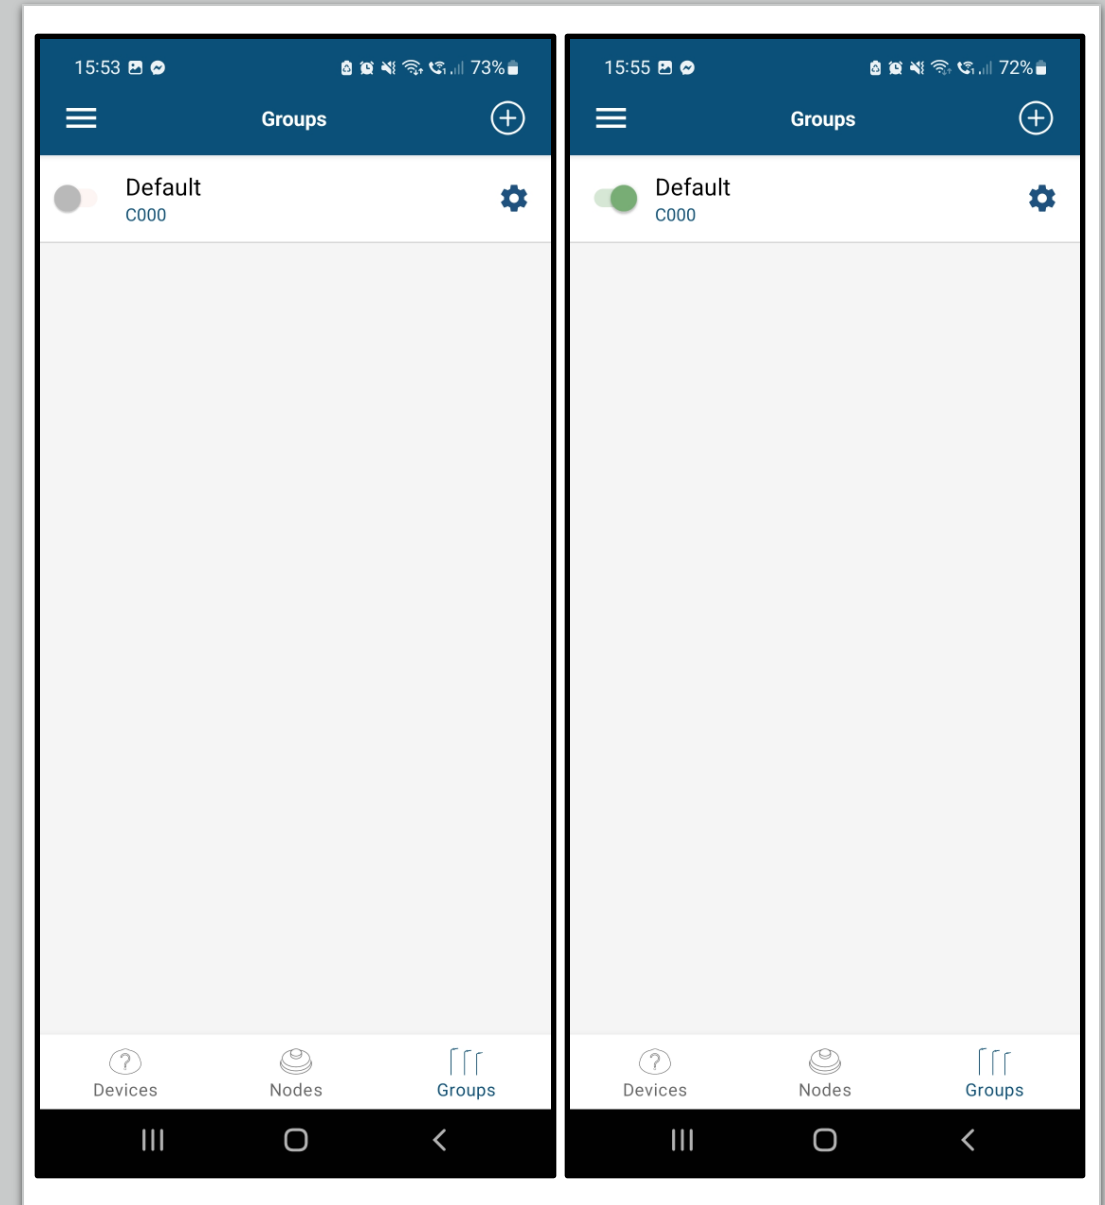 15:53 73%
Groups
Default
C000
Devices Nodes Groups
15:55 72%
Groups
Default
C000
Devices Nodes Groups